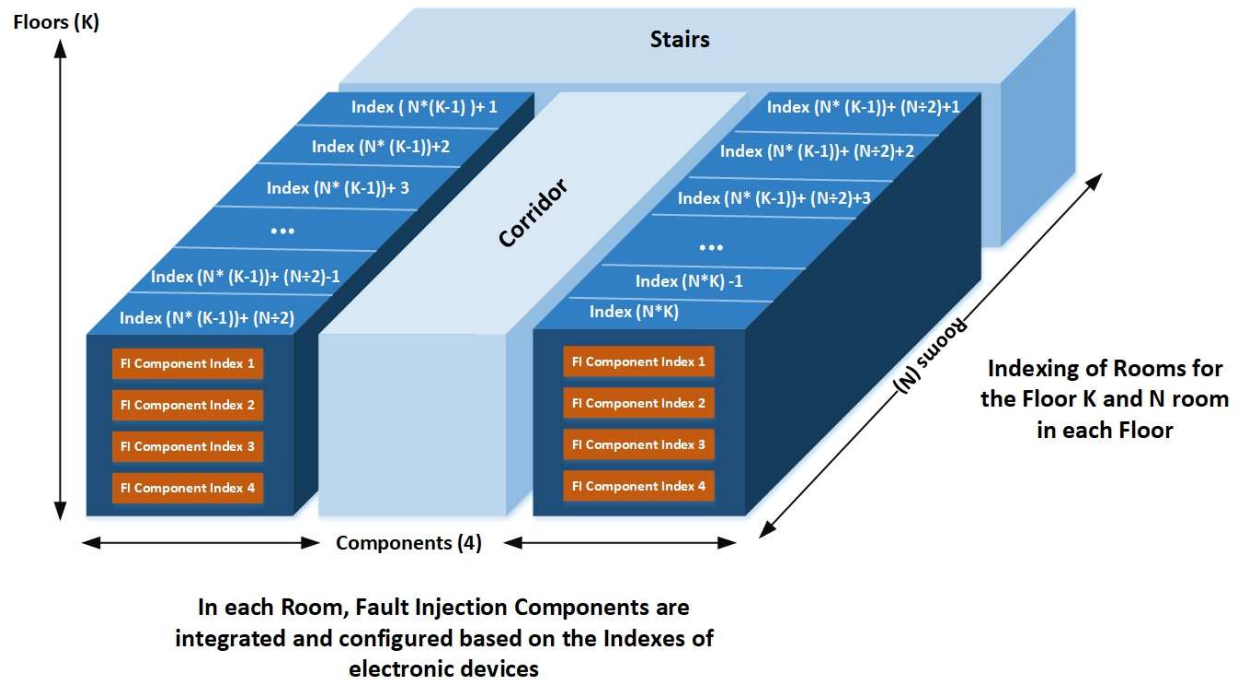 Floors (K)
Stairs
Index ( N*(K-1) )+ 1
Index (N* (K-1))+2
Index (N* (K-1))+ 3
...
Index (N* (K-1))+ (N÷2)-1
Index (N* (K-1))+ (N÷2)
Corridor
Index (N* (K-1))+ (N÷2)+1
Index (N* (K-1))+ (N÷2)+2
Index (N* (K-1))+ (N÷2)+3
...
Index (N*K) -1
Index (N*K)
FI Component Index 1
FI Component Index 2
FI Component Index 3
FI Component Index 4
FI Component Index 1
FI Component Index 2
FI Component Index 3
FI Component Index 4
Rooms (N)
Indexing of Rooms for
the Floor K and N room
in each Floor
Components (4)
In each Room, Fault Injection Components are
integrated and configured based on the Indexes of
electronic devices